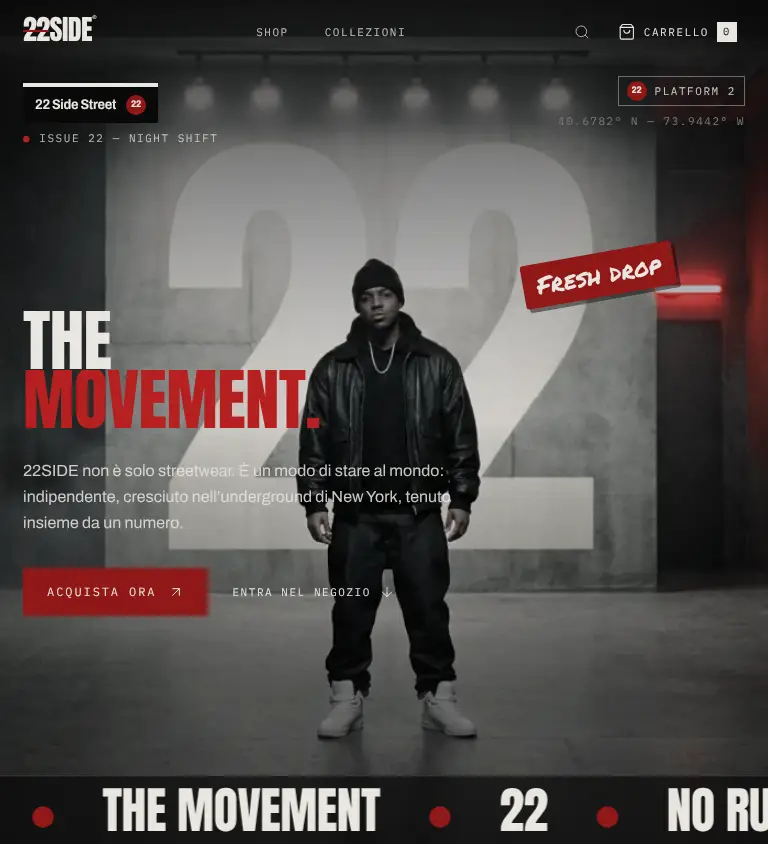 22SIDE®
SHOP
COLLEZIONI
CARRELLO 0
22 Side Street 22
22 PLATFORM 2
40.6782° N — 73.9442° W
ISSUE 22 — NIGHT SHIFT
22
FRESH DROP
THE
MOVEMENT.
22SIDE non è solo streetwear. È un modo di stare al mondo:
indipendente, cresciuto nell'underground di New York, tenuto
insieme da un numero.
ACQUISTA ORA
ENTRA NEL NEGOZIO
THE MOVEMENT 22 NO RU